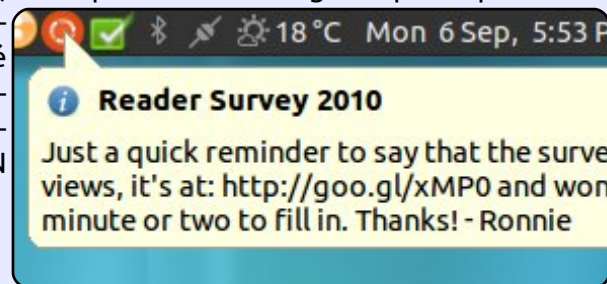 18 °C Mon 6 Sep, 5:53 P
Reader Survey 2010
Just a quick reminder to say that the surve
views, it's at: http://goo.gl/xMP0 and won
minute or two to fill in. Thanks! - Ronnie